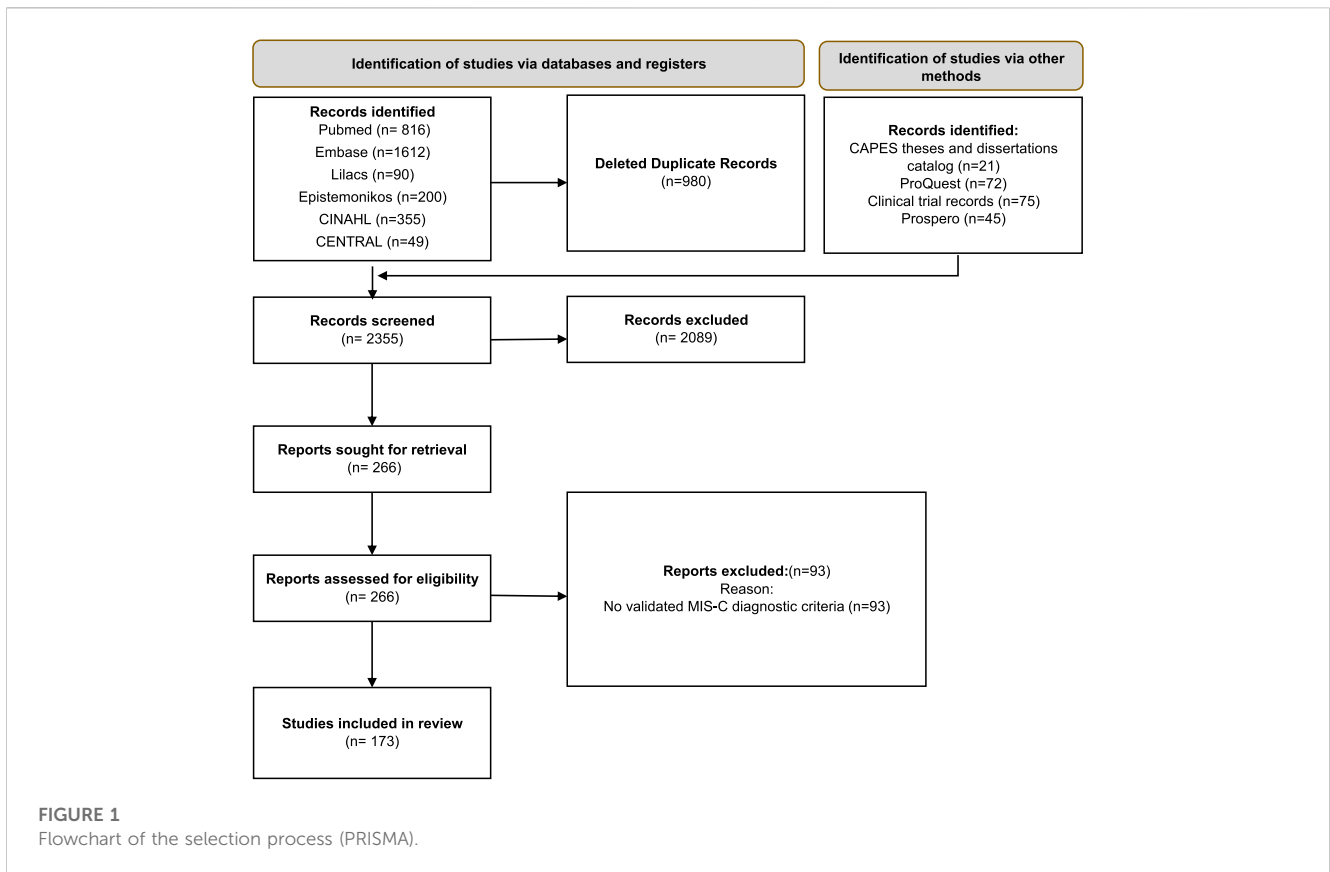 Identification of studies via databases and registers
Identification of studies via other
methods
Records identified
Pubmed (n= 816)
Embase (n=1612)
Lilacs (n=90)
Epistemonikos (n=200)
CINAHL (n=355)
CENTRAL (n=49)
Deleted Duplicate Records
(n=980)
Records identified:
CAPES theses and dissertations
catalog (n=21)
ProQuest (n=72)
Clinical trial records (n=75)
Prospero (n=45)
Records screened
(n= 2355)
Records excluded
(n= 2089)
Reports sought for retrieval
(n= 266)
Reports assessed for eligibility
(n= 266)
Reports excluded:(n=93)
Reason:
No validated MIS-C diagnostic criteria (n=93)
Studies included in review
(n= 173)
FIGURE 1
Flowchart of the selection process (PRISMA).